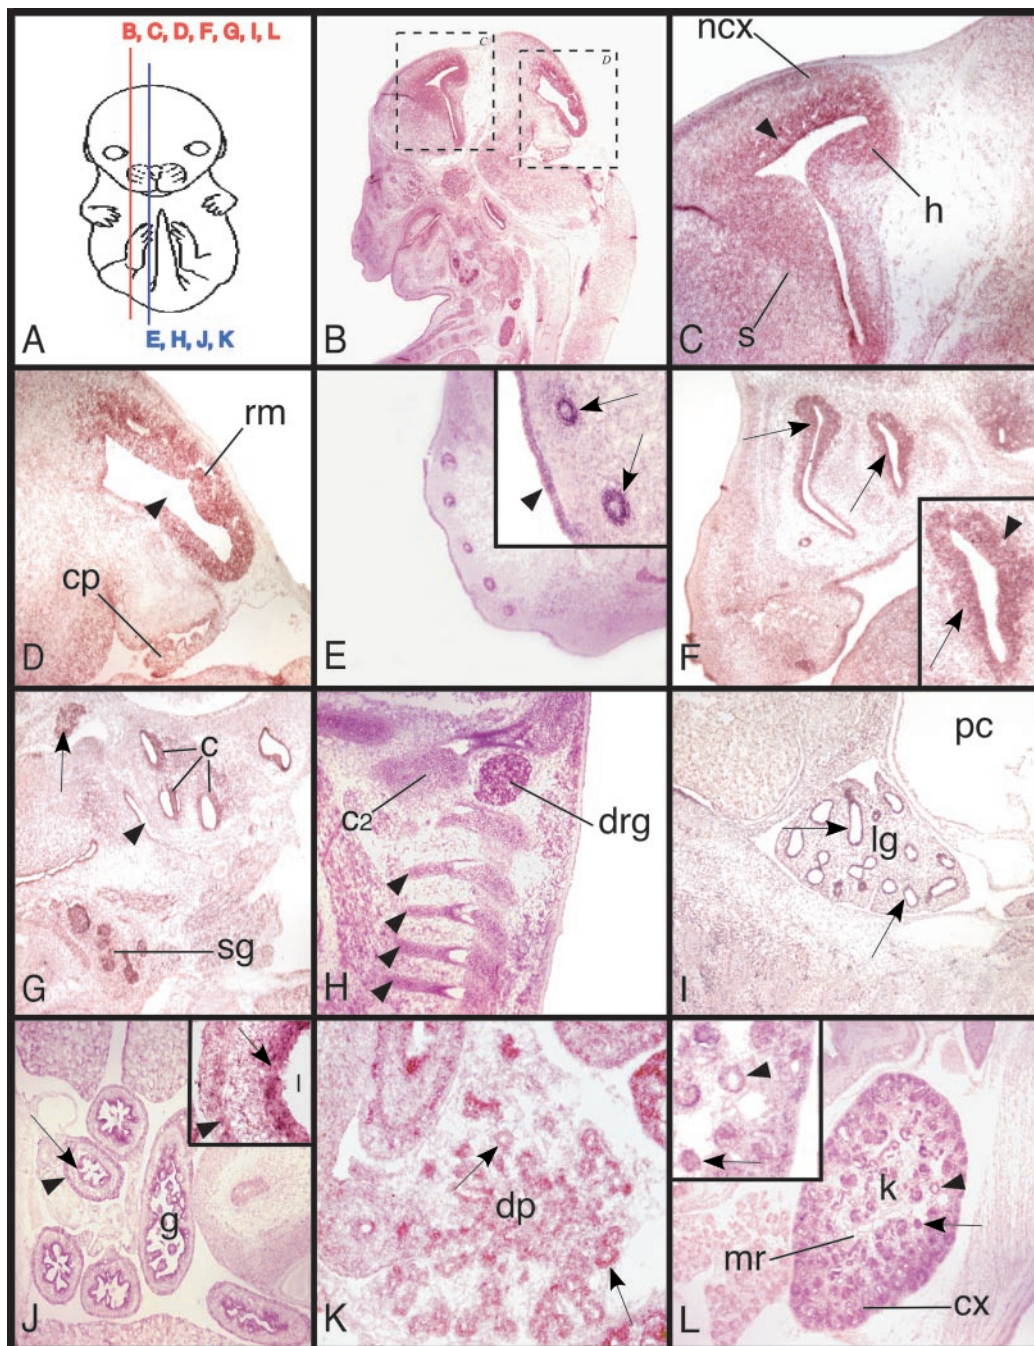 B, C, D, F, G, I, L
A
E, H, J, K
C
D
B
ncx
h
s
C
rm
cp
D
E
F
c
sg
G
c2
drg
H
pc
lg
I
l
g
J
dp
K
k
mr
cx
L